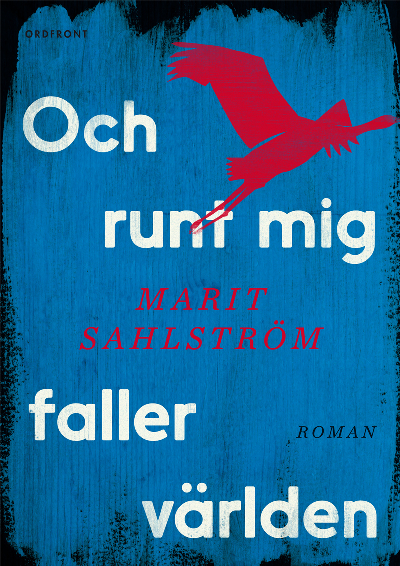 ORDFRONT
Och
runt mig
MARIT
SAHLSTRÖM
faller
ROMAN
världen